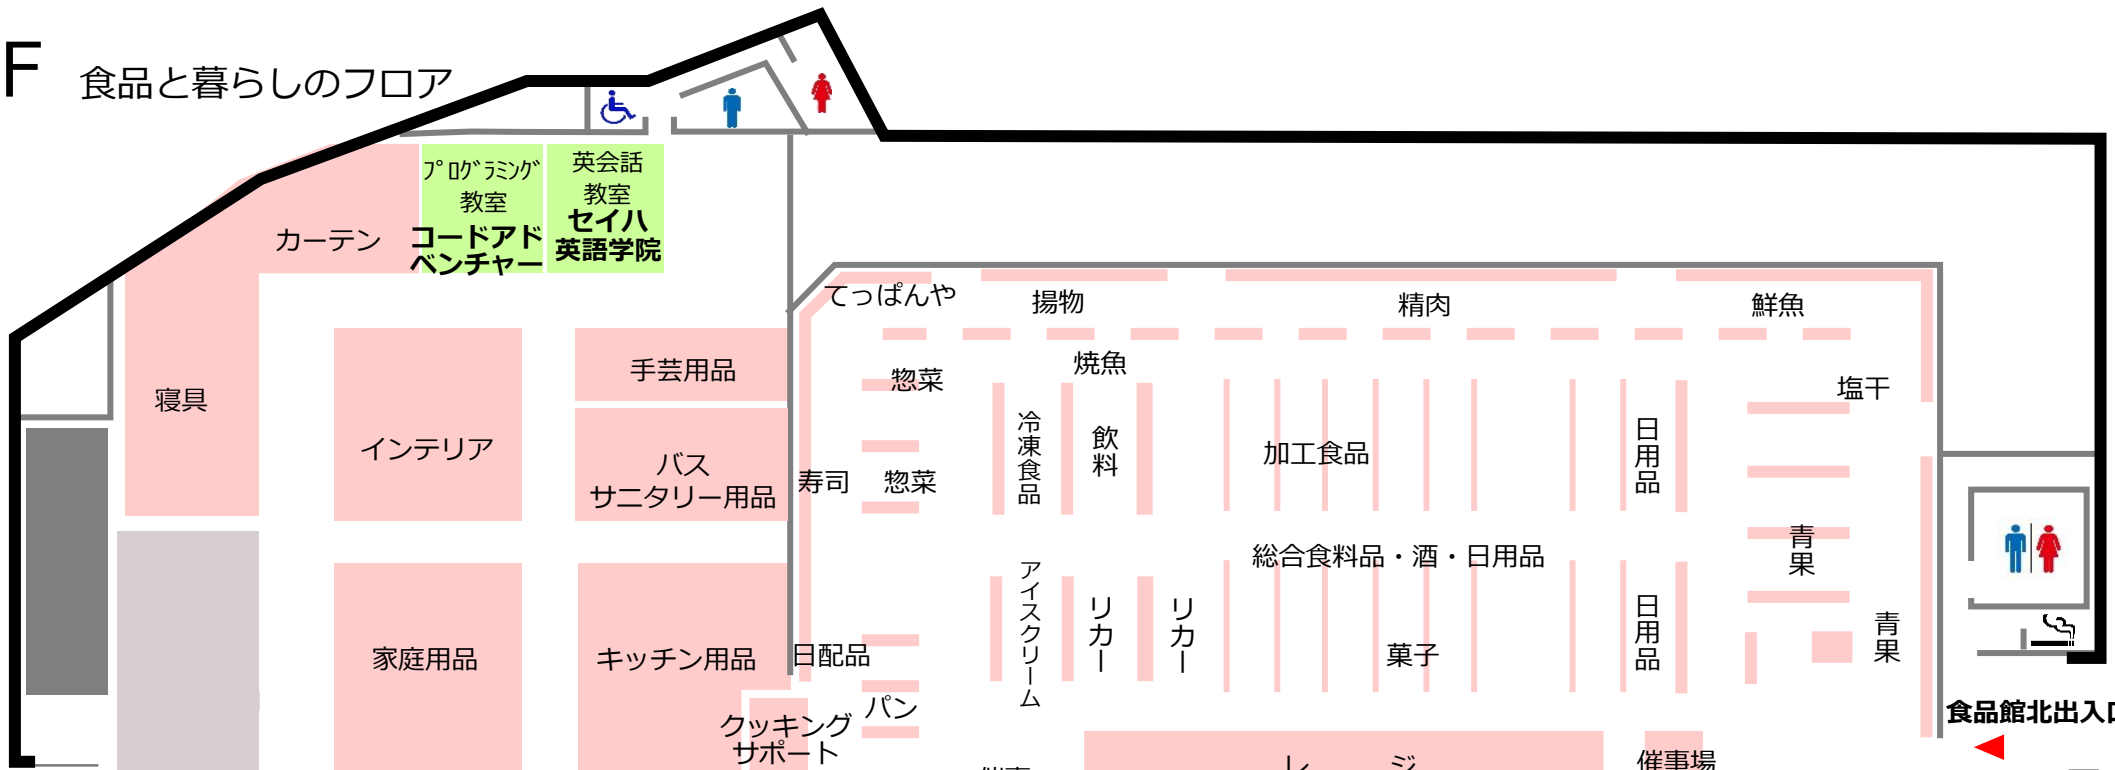 F
食品と暮らしのフロア
プログラミング
教室
コードアド
ベンチャー
英会話
教室
セイハ
英語学院
カーテン
てっぱんや
揚物
精肉
鮮魚
寝具
インテリア
手芸用品
バス
サニタリー用品
惣菜
焼魚
塩干
寿司
惣菜
冷凍食品
飲料
加工食品
日用品
総合食料品・酒・日用品
青果
家庭用品
キッチン用品
日配品
アイスクリーム
リカー
リカー
菓子
日用品
青果
クッキング
サポート
パン
食品館北出入口
レジ
催事場